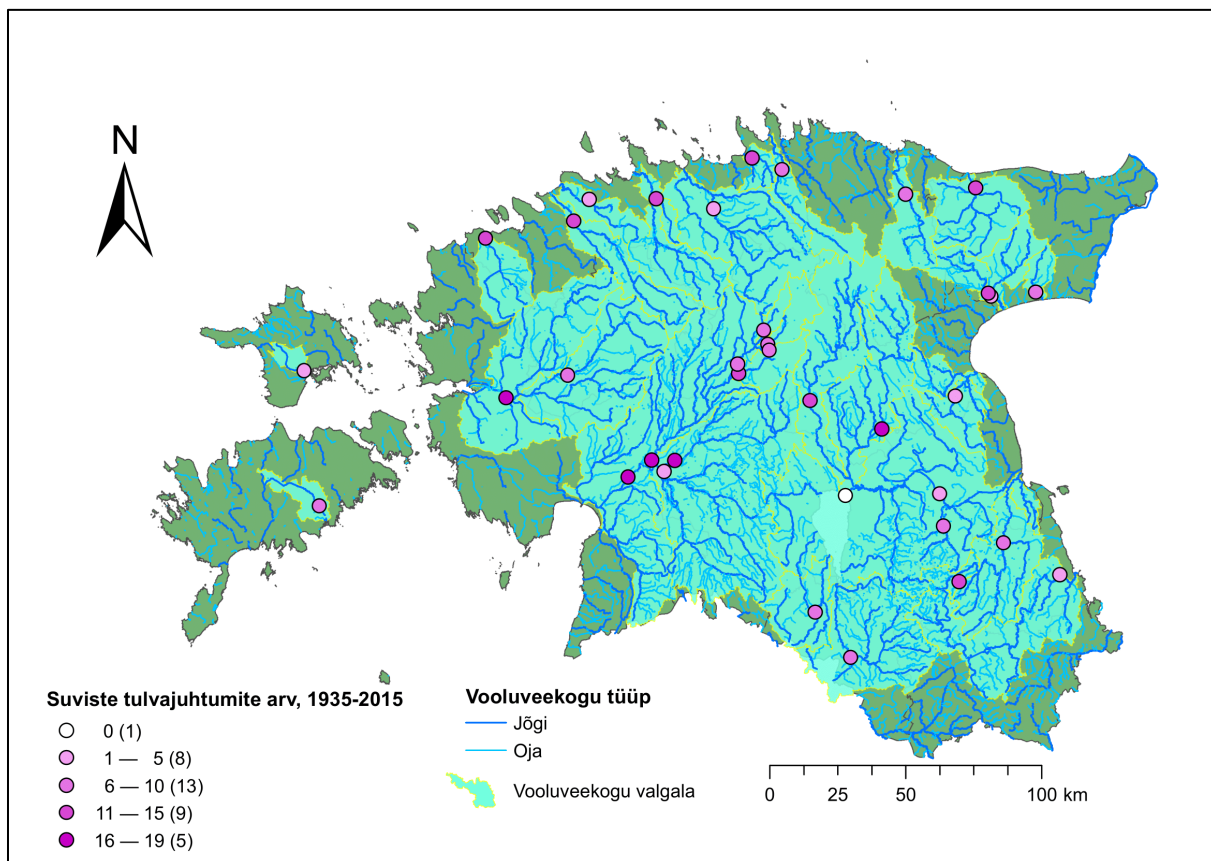 N
Suviste tulvajuhtumite arv, 1935-2015
0 (1)
1 — 5 (8)
6 — 10 (13)
11 — 15 (9)
16 — 19 (5)
Vooluveekogu tüüp
Jõgi
Oja
Vooluveekogu valgala
0 25 50 100 km